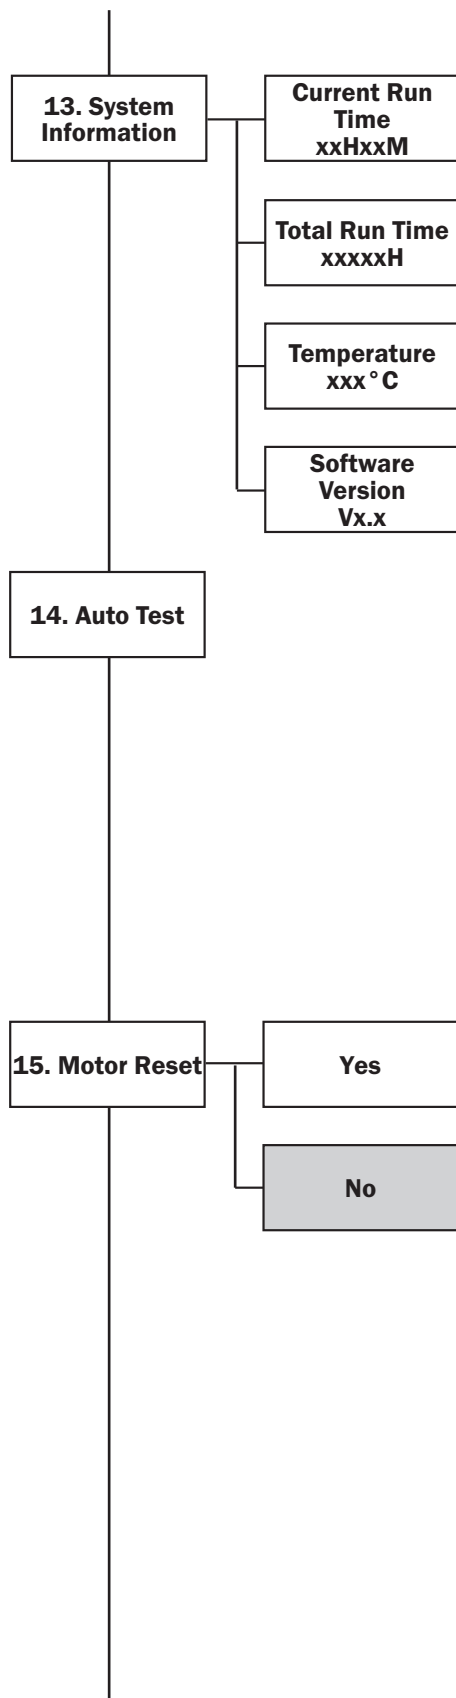 13. System
Information
Current Run
Time
xxHxxM
Total Run Time
xxxxxH
Temperature
xxx°C
Software
Version
Vx.x
14. Auto Test
15. Motor Reset
Yes
No